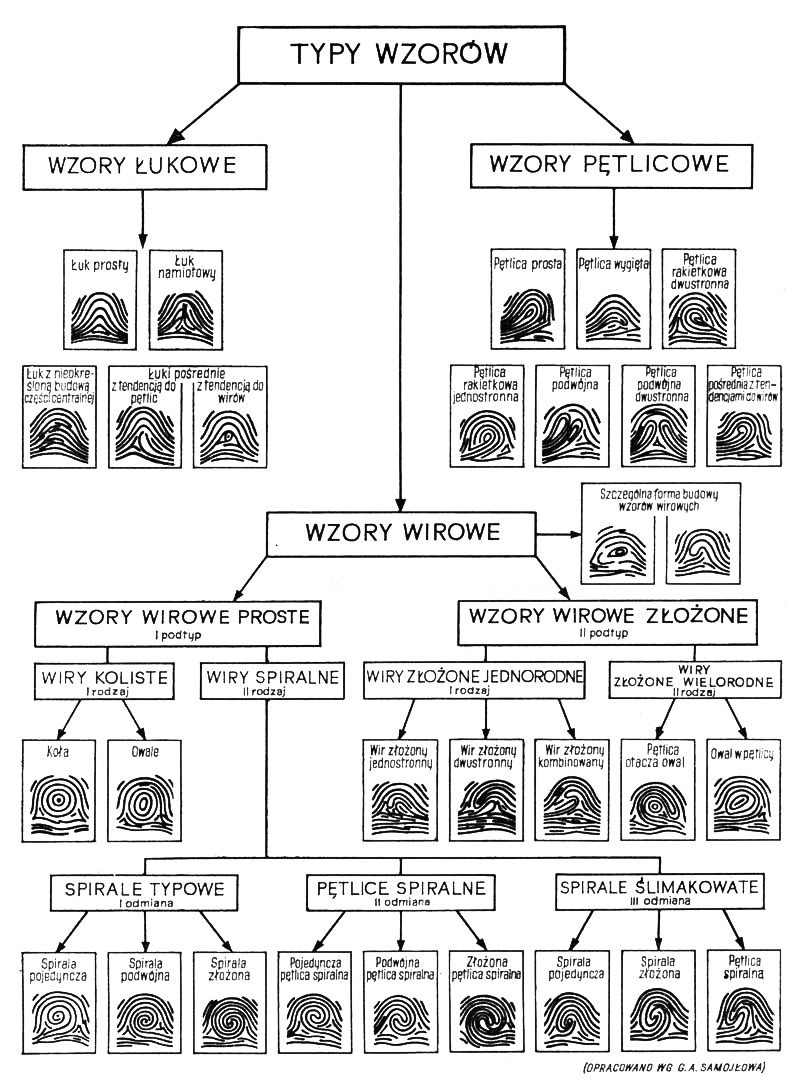 TYPY WZORÓW
WZORY ŁUKOWE
WZORY PĘTLICOWE
Łuk prosty
Łuk
namiotowy
Pętlica prosta
Pętlica wygięta
Pętlica
rakietkowa
dwustronna
Łuk z nieokre-
śloną budową
części centralnej
Łuki pośrednie
z tendencją do
pętlic
z tendencją do
wirów
Pętlica
rakietkowa
jednostronna
Pętlica
podwójna
Pętlica
podwójna
dwustronna
Pętlica
pośrednia z ten-
dencjami do wirów
WZORY WIROWE
Szczególna forma budowy
wzorów wirowych
WZORY WIROWE PROSTE
I podtyp
WZORY WIROWE ZŁOŻONE
II podtyp
WIRY KOLISTE
I rodzaj
WIRY SPIRALNE
II rodzaj
WIRY ZŁOŻONE JEDNORODNE
I rodzaj
WIRY
ZŁOŻONE WIELORODNE
II rodzaj
Koła
Owale
Wir złożony
jednostronny
Wir złożony
dwustronny
Wir złożony
kombinowany
Pętlica
otacza owal
Owal w pętlicy
SPIRALE TYPOWE
I odmiana
PĘTLICE SPIRALNE
II odmiana
SPIRALE ŚLIMAKOWATE
III odmiana
Spirala
pojedyncza
Spirala
podwójna
Spirala
złożona
Pojedyncza
pętlica spiralna
Podwójna
pętlica spiralna
Złożona
pętlica spiralna
Spirala
pojedyncza
Spirala
złożona
Pętlica
spiralna
(OPRACOWANO WG G. A. SAMOJŁOWA)